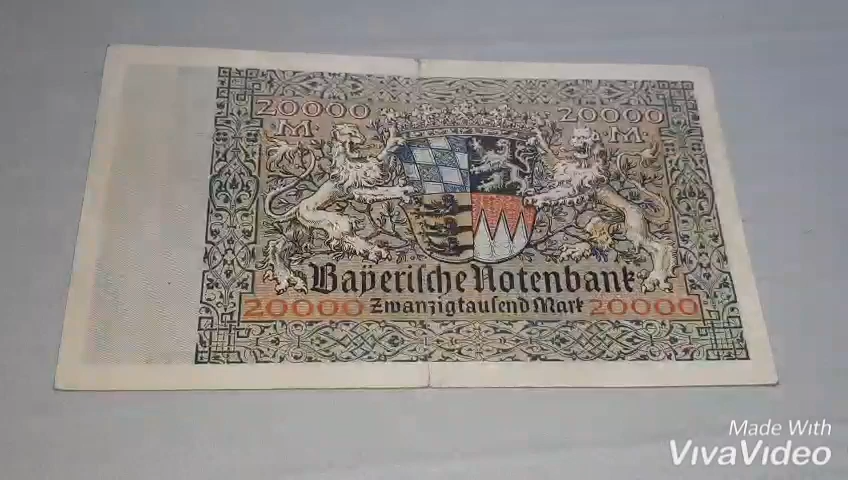 20000 20000
M. M.
Bayerische Notenbank
20000 Zwanzigtausend Mark 20000
Made With
VivaVideo